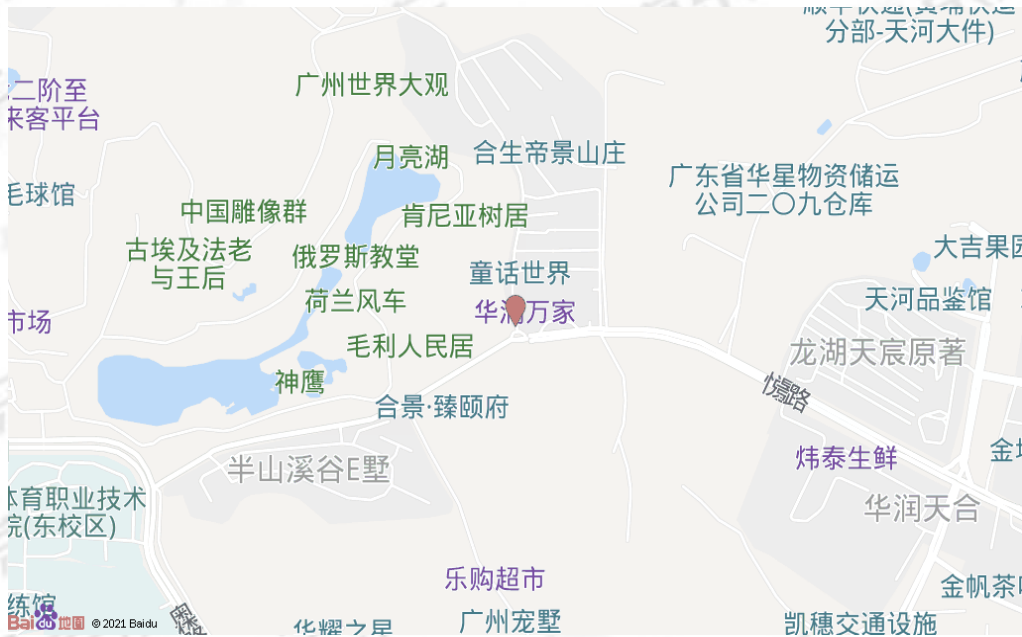 分部-天河大件)
广州世界大观
二阶至
来客平台
月亮湖
合生帝景山庄
广东省华星物资储运
公司二〇九仓库
毛球馆
中国雕像群
肯尼亚树居
古埃及法老
与王后
俄罗斯教堂
大吉果园
童话世界
荷兰风车
华润万家
天河品鉴馆
市场
毛利人民居
龙湖天宸原著
神鹰
合景·臻颐府
半山溪谷E墅
炜泰生鲜
体育职业技术
院(东校区)
华润天合
乐购超市
金帆茶
练馆
广州宠墅
华耀之星
凯穗交通设施
Bai 地图
© 2021 Baidu